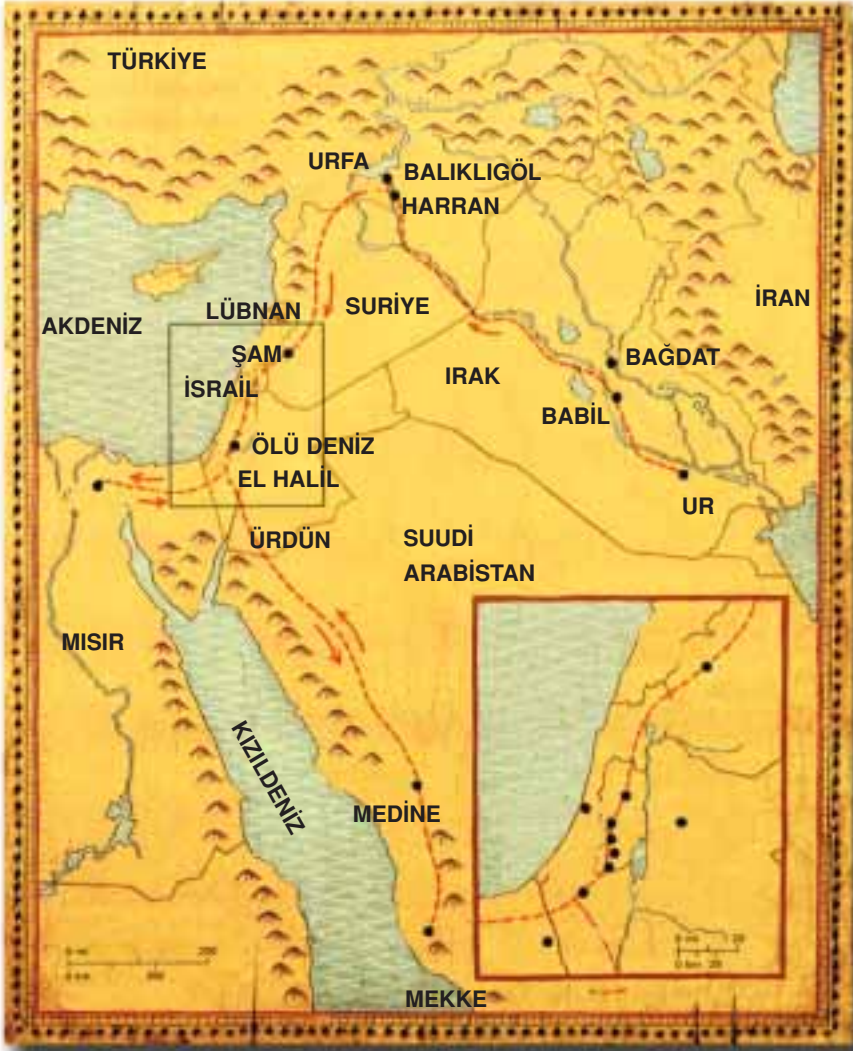 TÜRKİYE
URFA
BALIKLIGÖL
HARRAN
İRAN
SURİYE
LÜBNAN
AKDENİZ
ŞAM
BAĞDAT
IRAK
İSRAİL
BABİL
ÖLÜ DENİZ
EL HALİL
UR
ÜRDÜN
SUUDİ
ARABİSTAN
MISIR
KIZILDENİZ
MEDİNE
MEKKE